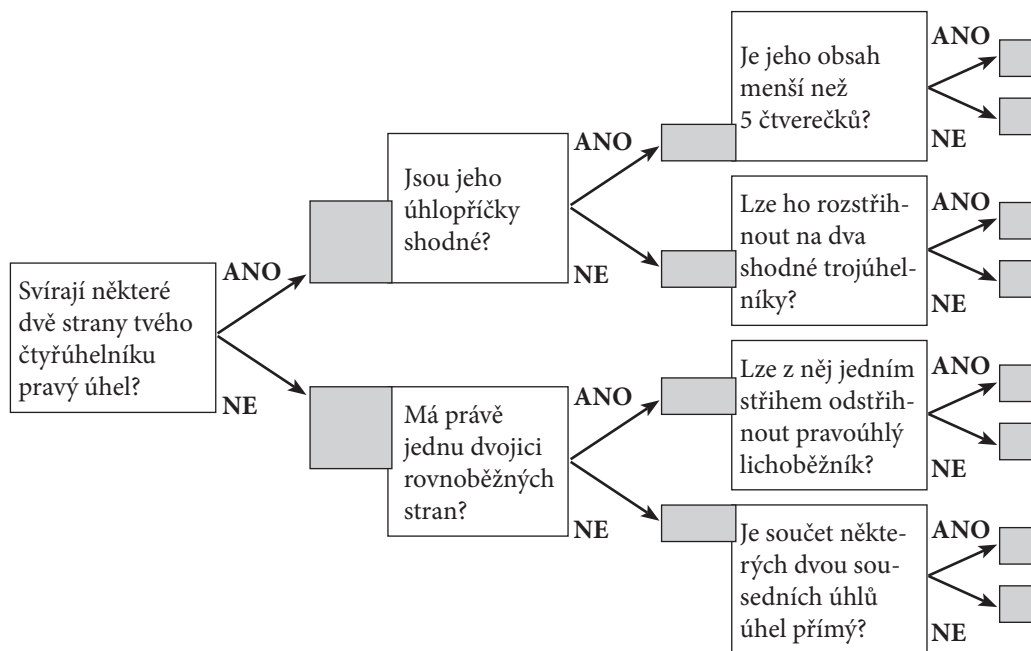 Svírají některé
dvě strany tvého
čtyřúhelníku
pravý úhel?
ANO
NE
Jsou jeho
úhlopříčky
shodné?
ANO
NE
Má právě
jednu dvojici
rovnoběžných
stran?
ANO
NE
Je jeho obsah
menší než
5 čtverečků?
ANO
NE
Lze ho rozstřih-
nout na dva
shodné trojúhel-
níky?
ANO
NE
Lze z něj jedním
střihem odstřih-
nout pravoúhlý
lichoběžník?
ANO
NE
Je součet někte-
rých dvou sou-
sedních úhlů
úhel přímý?
ANO
NE